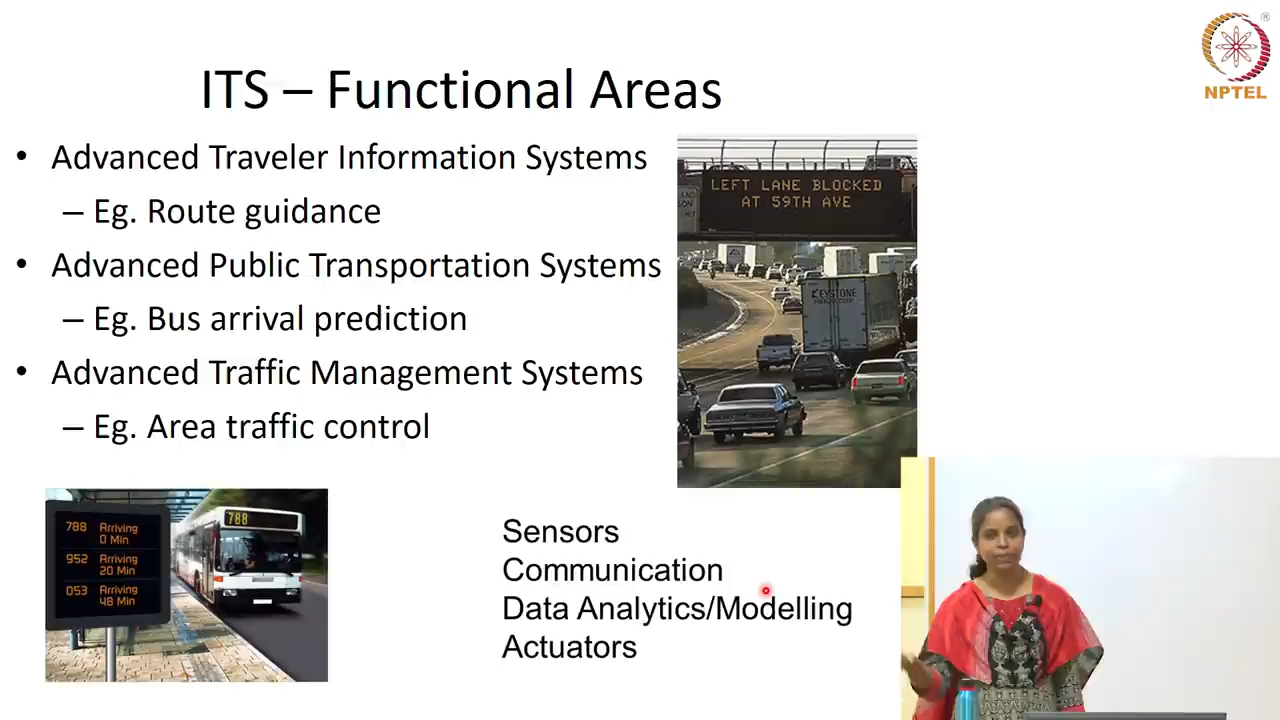 ITS – Functional Areas
• Advanced Traveler Information Systems
– Eg. Route guidance
• Advanced Public Transportation Systems
– Eg. Bus arrival prediction
• Advanced Traffic Management Systems
– Eg. Area traffic control
NPTEL
LEFT LANE BLOCKED
AT 59TH AVE
KEYSTONE
788 Arriving
0 Min
952 Arriving
20 Min
053 Arriving
48 Min
788
Sensors
Communication
Data Analytics/Modelling
Actuators